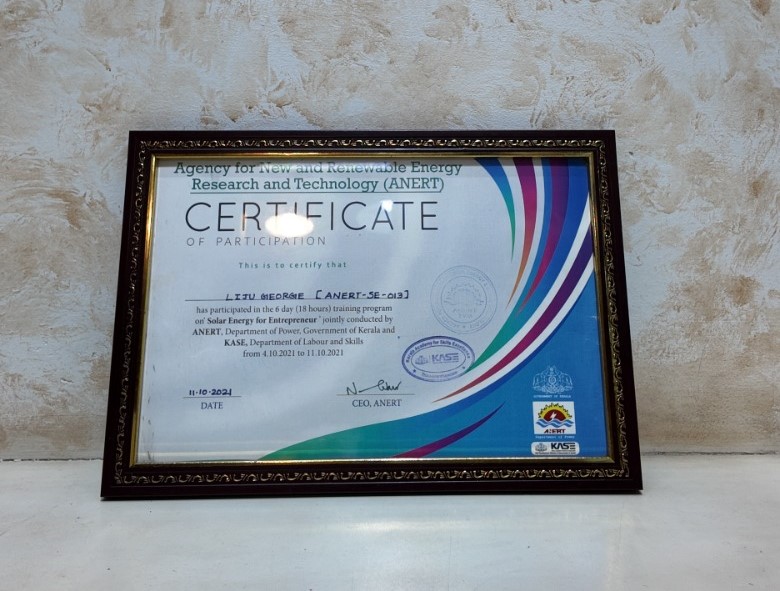 Agency for New and Renewable Energy
Research and Technology (ANERT)
CERTIFICATE
OF PARTICIPATION
This is to certify that
LIJU GEORGE [ANERT-SE-013]
has participated in the 6 day (18 hours) training program
on 'Solar Energy for Entrepreneur' jointly conducted by
ANERT, Department of Power, Government of Kerala and
KASE, Department of Labour and Skills
from 4.10.2021 to 11.10.2021
KASE
11-10-2021
DATE
CEO, ANERT
ANERT
Department of Power
KASE